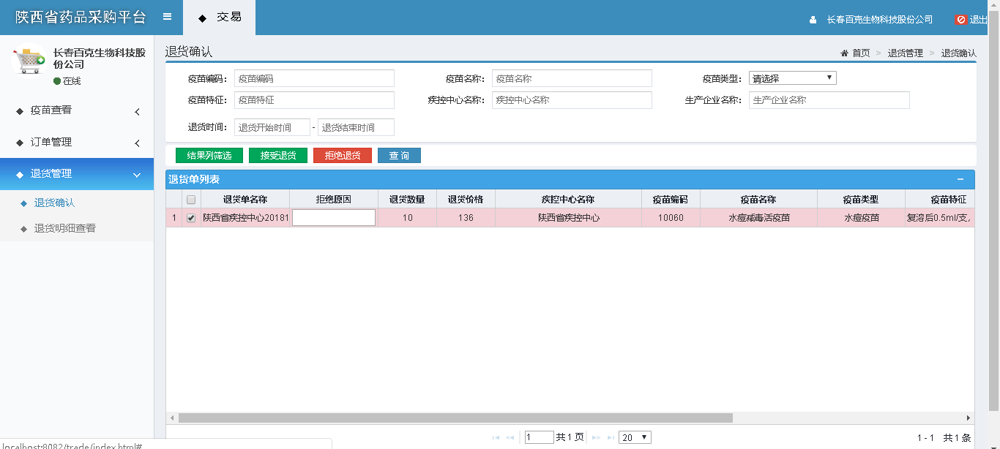 陕西省药品采购平台 ≡ ◆ 交易 长春百克生物科技股份公司 退出
长春百克生物科技股份公司
在线
疫苗查看
订单管理
退货管理
退货确认
退货明细查看
退货确认 首页 > 退货管理 > 退货确认
疫苗编码： 疫苗编码 疫苗名称： 疫苗名称 疫苗类型： 请选择
疫苗特征： 疫苗特征 疾控中心名称： 疾控中心名称 生产企业名称： 生产企业名称
退货时间： 退货开始时间 - 退货结束时间
结果列筛选 接受退货 拒绝退货 查 询
退货单列表
退货单名称 拒绝原因 退货数量 退货价格 疾控中心名称 疫苗编码 疫苗名称 疫苗类型 疫苗特征
1 陕西省疾控中心20181 10 136 陕西省疾控中心 10060 水痘减毒活疫苗 水痘疫苗 复溶后0.5ml/支,
1 共 1 页 20 1 - 1 共 1 条
localhost:8082/trade/index.html#